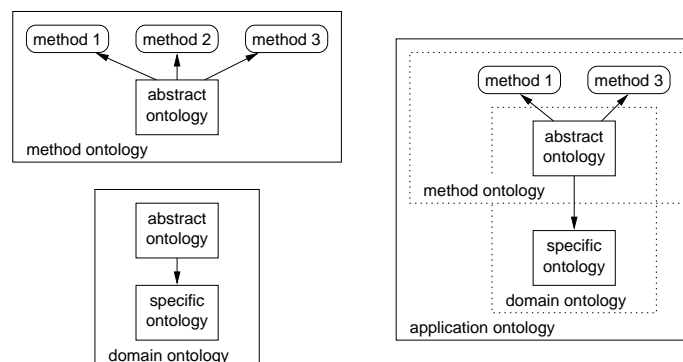 method 1
method 2
method 3
abstract
ontology
method ontology
abstract
ontology
specific
ontology
domain ontology
method 1
method 3
abstract
ontology
method ontology
specific
ontology
domain ontology
application ontology